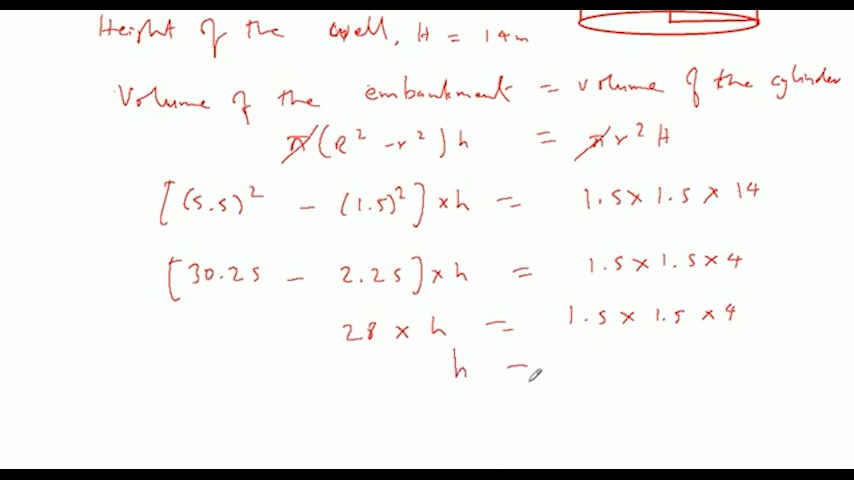 Height of the well, H = 14m
Volume of the embankment = volume of the cylinder
π(R² - r²)h = πr²H
[(5.5)² - (1.5)²] × h = 1.5 × 1.5 × 14
[30.25 - 2.25] × h = 1.5 × 1.5 × 4
28 × h = 1.5 × 1.5 × 4
h =